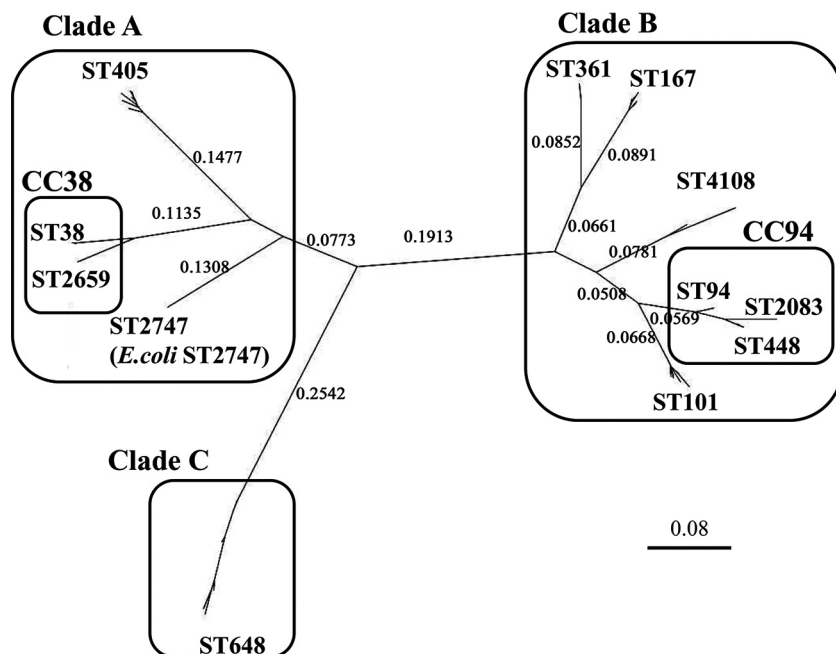 Clade A
ST405
0.1477
CC38
ST38
ST2659
0.1135
0.1308
ST2747
(E.coli ST2747)
0.0773
0.1913
0.2542
Clade B
ST361
ST167
0.0852
0.0891
ST4108
0.0661
0.0781
CC94
0.0508
ST94
ST2083
0.0569
ST448
0.0668
ST101
Clade C
ST648
0.08